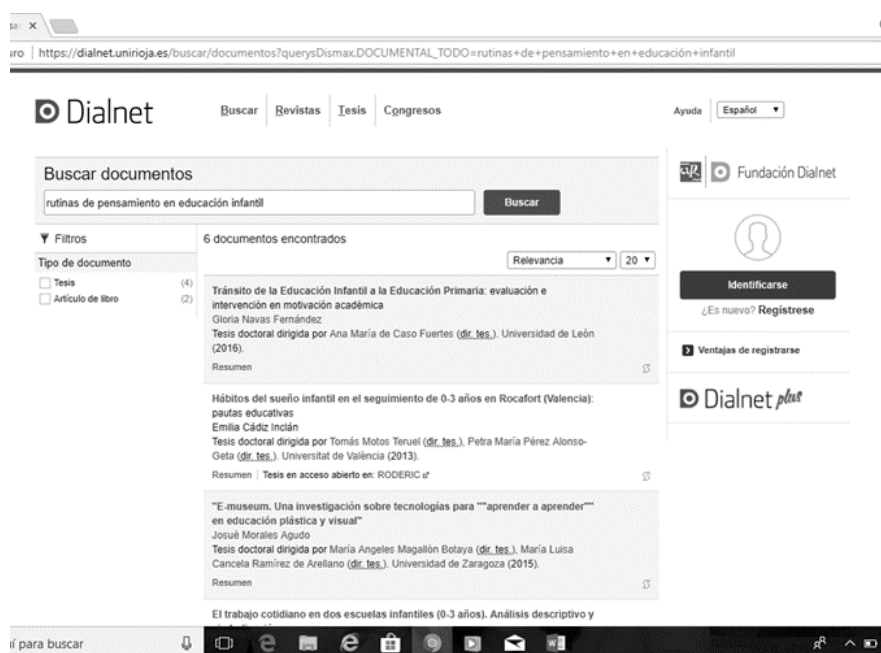 uro | https://dialnet.unirioja.es/buscar/documentos?querysDismax.DOCUMENTAL_TODO=rutinas+de+pensamiento+en+educación+infantil
Dialnet
Buscar
Revistas
Tesis
Congresos
Ayuda
Español
Buscar documentos
rutinas de pensamiento en educación infantil
Buscar
Fundación Dialnet
Filtros
6 documentos encontrados
Tipo de documento
Relevancia
20
Tesis (4)
Artículo de libro (2)
Identificarse
¿Es nuevo? Regístrese
Ventajas de registrarse
Dialnet plus
Tránsito de la Educación Infantil a la Educación Primaria: evaluación e
intervención en motivación académica
Gloria Navas Fernández
Tesis doctoral dirigida por Ana María de Caso Fuertes (dir. tes.). Universidad de León
(2016).
Resumen
Hábitos del sueño infantil en el seguimiento de 0-3 años en Rocafort (Valencia):
pautas educativas
Emilia Cádiz Inclán
Tesis doctoral dirigida por Tomás Motos Teruel (dir. tes.), Petra María Pérez Alonso-
Geta (dir. tes.). Universitat de València (2013).
Resumen | Tesis en acceso abierto en: RODERIC
"E-museum. Una investigación sobre tecnologías para ""aprender a aprender""
en educación plástica y visual"
Josué Morales Agudo
Tesis doctoral dirigida por María Angeles Magallón Botaya (dir. tes.), María Luisa
Cancela Ramírez de Arellano (dir. tes.). Universidad de Zaragoza (2015).
Resumen
El trabajo cotidiano en dos escuelas infantiles (0-3 años). Análisis descriptivo y
para buscar